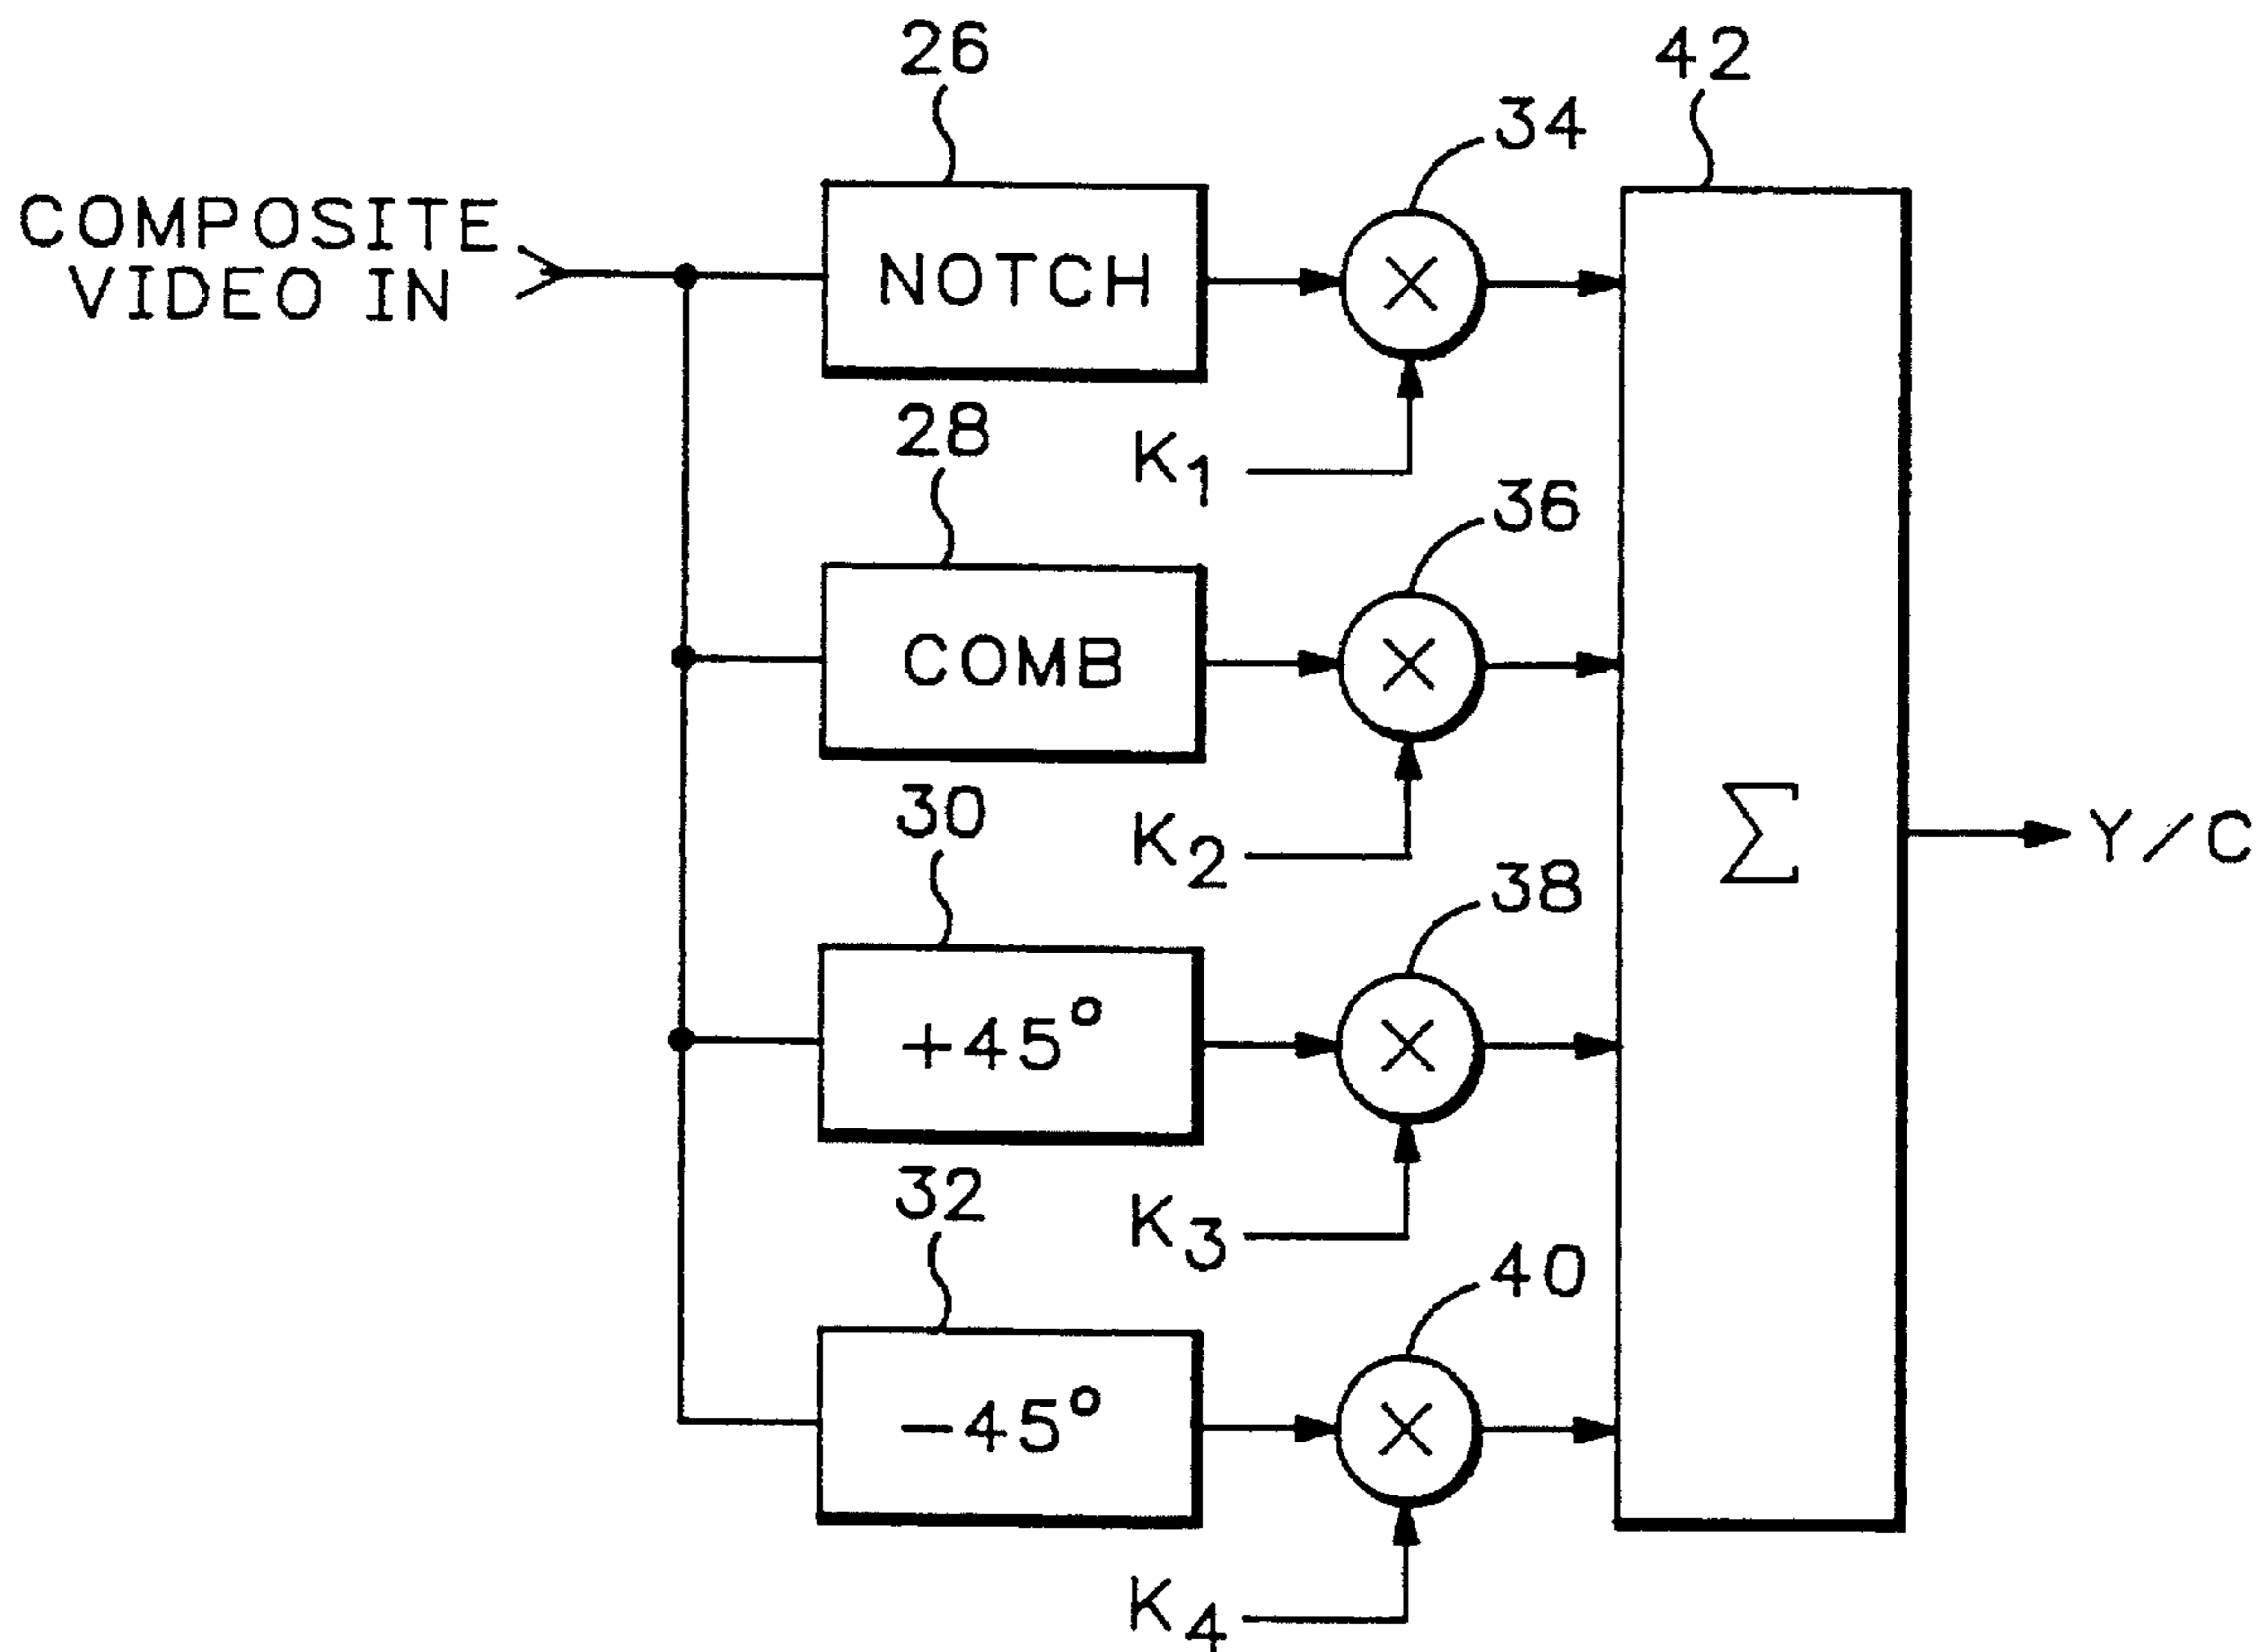 26
42
34
COMPOSITE
VIDEO IN
NOTCH
×
K1
28
36
COMB
×
K2
Σ
Y/C
30
38
+45°
×
K3
32
40
−45°
×
K4